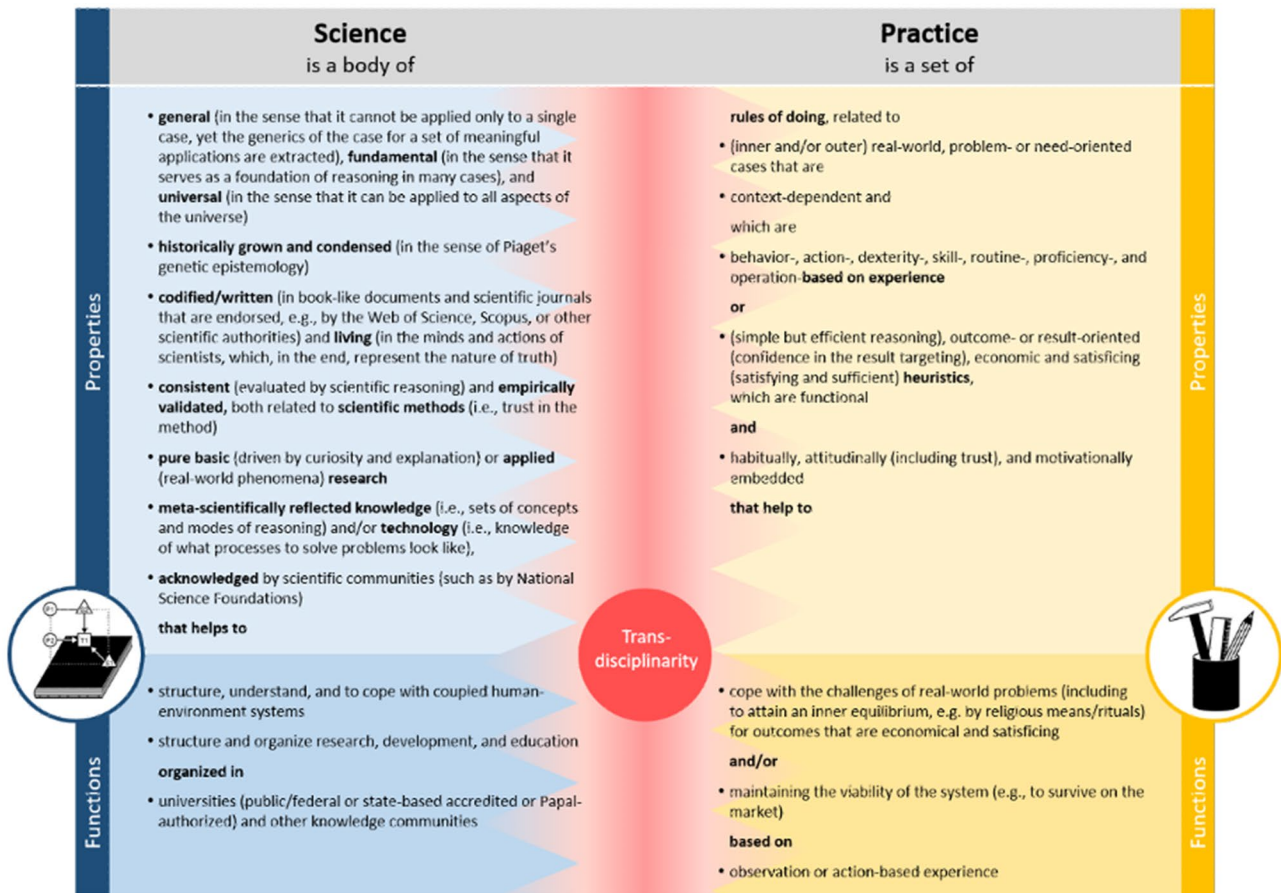 Science
is a body of
Practice
is a set of
Properties
• general (in the sense that it cannot be applied only to a single
case, yet the generics of the case for a set of meaningful
applications are extracted), fundamental (in the sense that it
serves as a foundation of reasoning in many cases), and
universal (in the sense that it can be applied to all aspects of
the universe)
• historically grown and condensed (in the sense of Piaget's
genetic epistemology)
• codified/written (in book-like documents and scientific journals
that are endorsed, e.g., by the Web of Science, Scopus, or other
scientific authorities) and living (in the minds and actions of
scientists, which, in the end, represent the nature of truth)
• consistent (evaluated by scientific reasoning) and empirically
validated, both related to scientific methods (i.e., trust in the
method)
• pure basic (driven by curiosity and explanation) or applied
(real-world phenomena) research
• meta-scientifically reflected knowledge (i.e., sets of concepts
and modes of reasoning) and/or technology (i.e., knowledge
of what processes to solve problems look like),
• acknowledged by scientific communities (such as by National
Science Foundations)
that helps to
rules of doing, related to
• (inner and/or outer) real-world, problem- or need-oriented
cases that are
• context-dependent and
which are
• behavior-, action-, dexterity-, skill-, routine-, proficiency-, and
operation-based on experience
or
• (simple but efficient reasoning), outcome- or result-oriented
(confidence in the result targeting), economic and satisficing
(satisfying and sufficient) heuristics,
which are functional
and
• habitually, attitudinally (including trust), and motivationally
embedded
that help to
Properties
P1
P2
T1
Trans-
disciplinarity
Functions
• structure, understand, and to cope with coupled human-
environment systems
• structure and organize research, development, and education
organized in
• universities (public/federal or state-based accredited or Papal-
authorized) and other knowledge communities
• cope with the challenges of real-world problems (including
to attain an inner equilibrium, e.g. by religious means/rituals)
for outcomes that are economical and satisficing
and/or
• maintaining the viability of the system (e.g., to survive on the
market)
based on
• observation or action-based experience
Functions